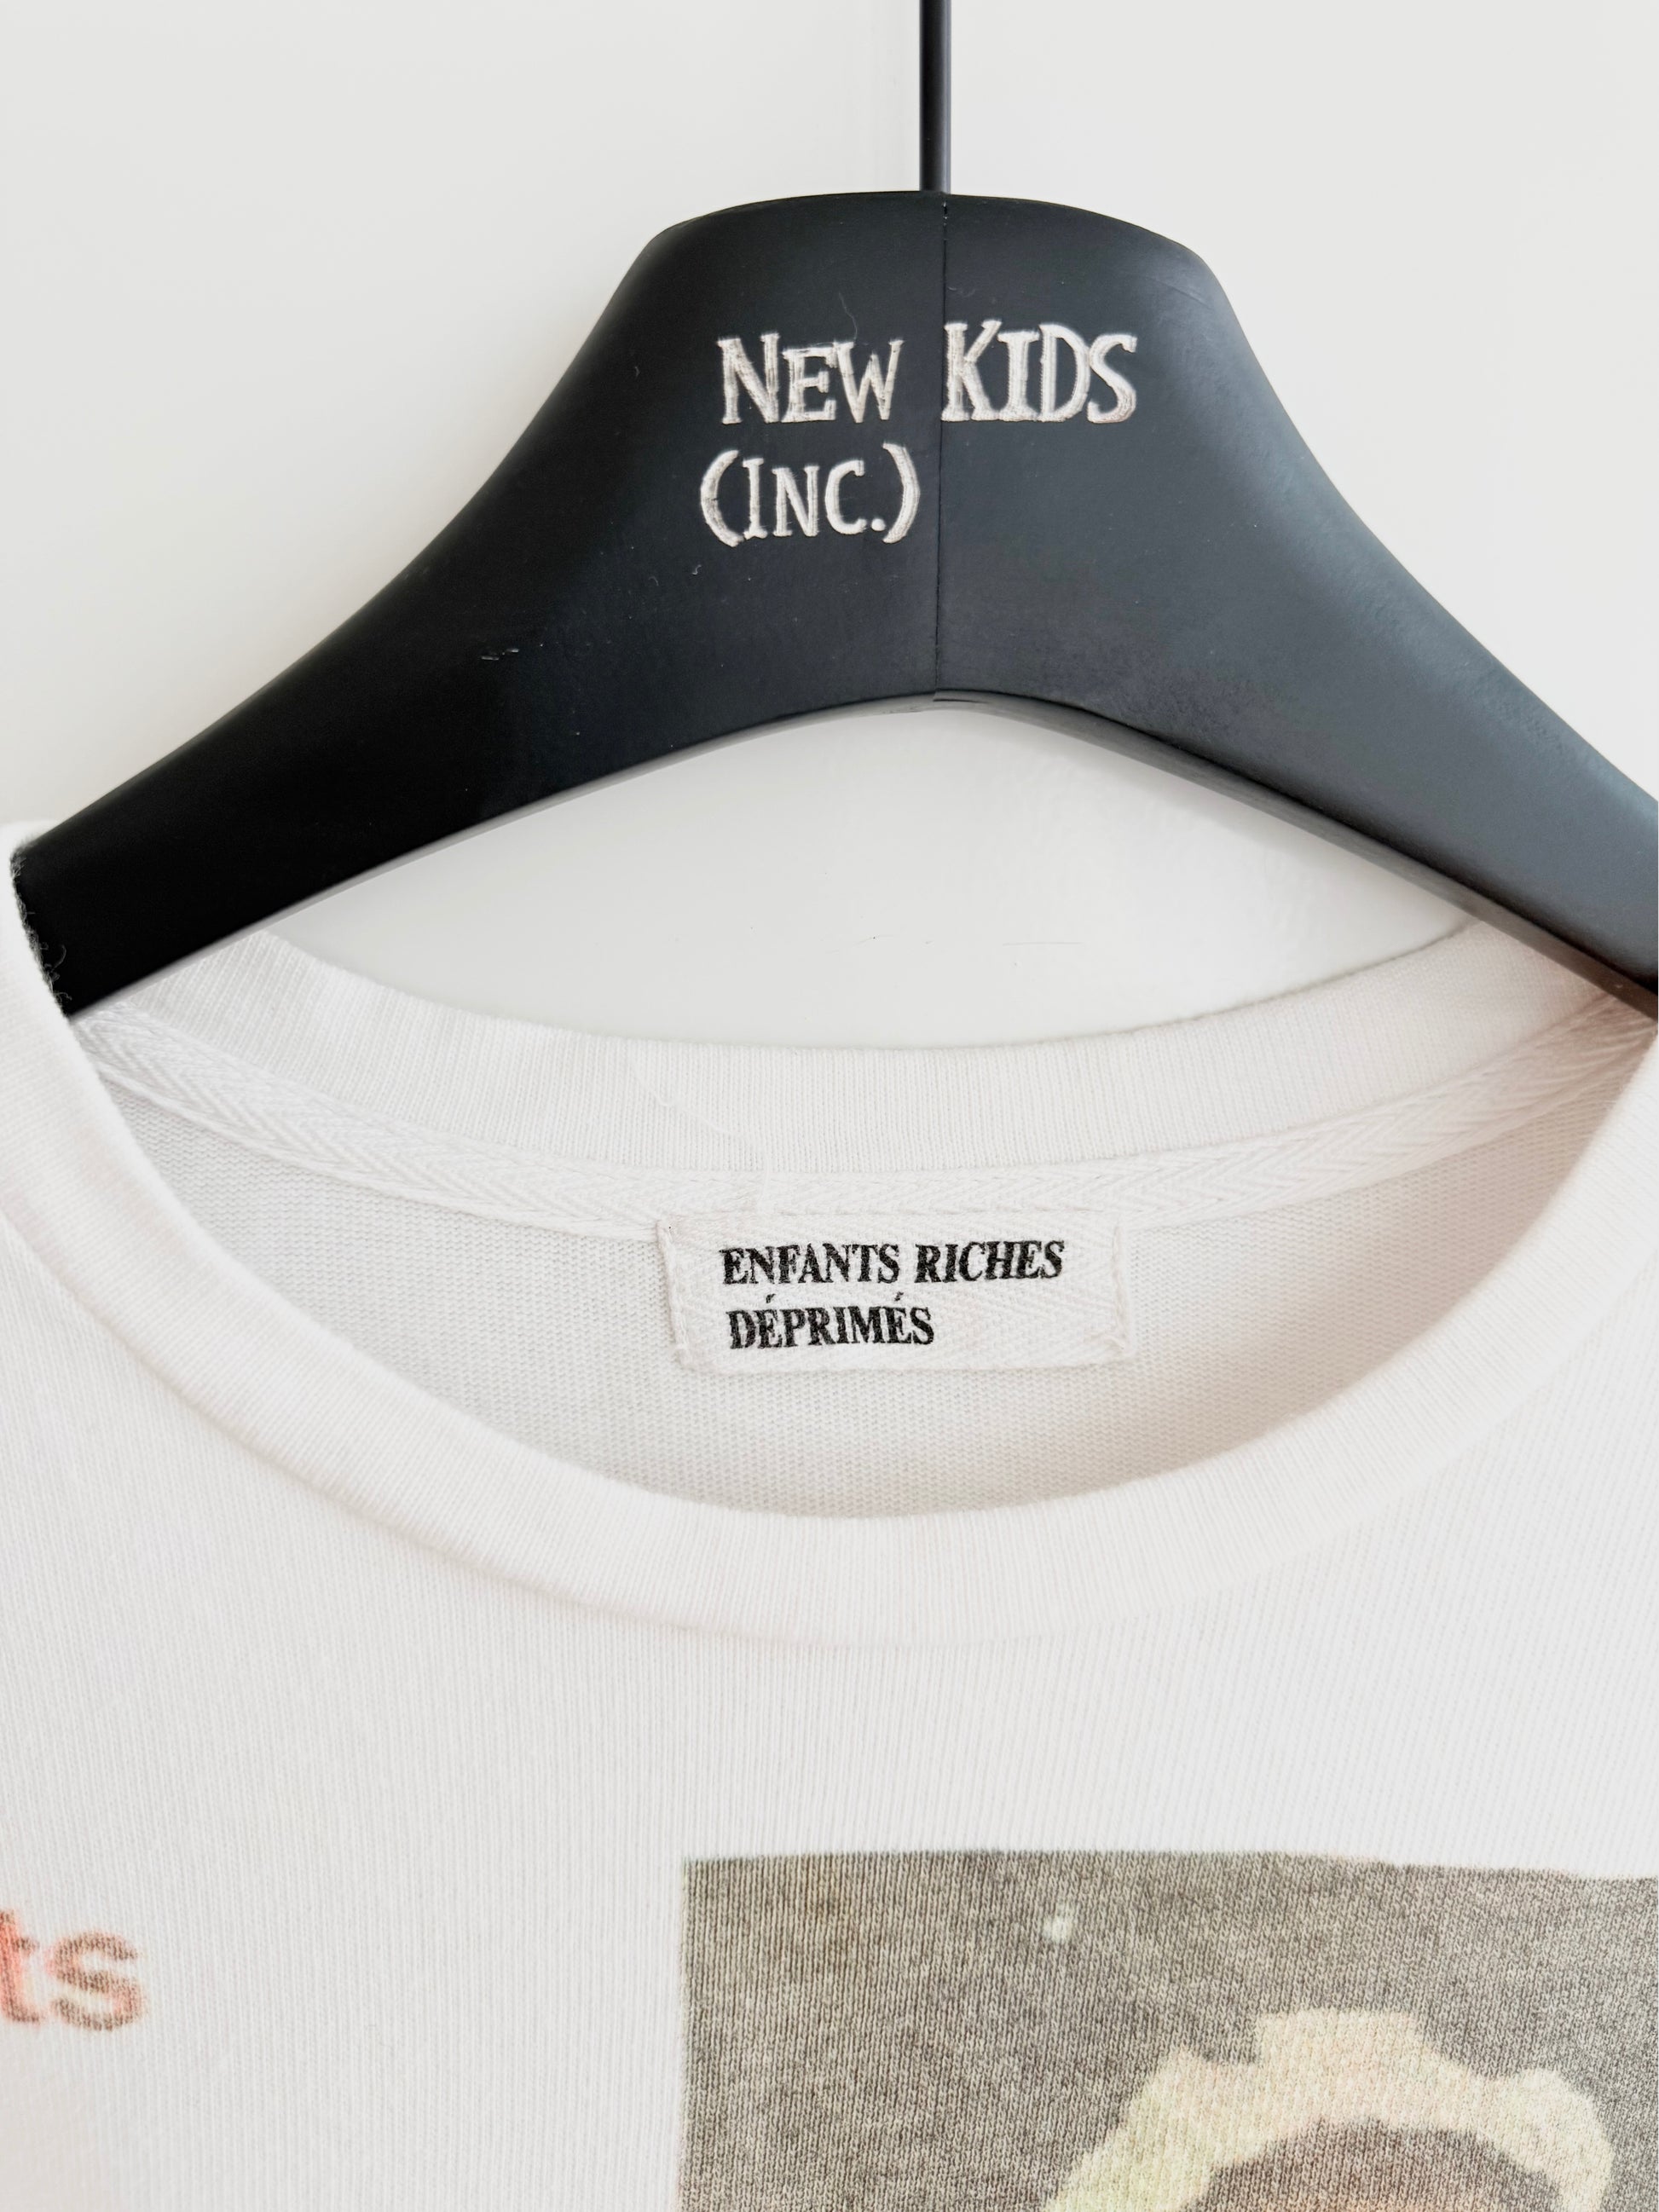 NEW KIDS
(INC.)
ENFANTS RICHES
DÉPRIMÉS
ts